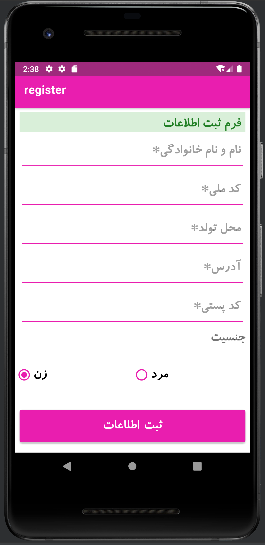 2:38
register
فرم ثبت اطلاعات
نام و نام خانوادگی*
کد ملی*
محل تولد*
آدرس*
کد پستی*
جنسیت
مرد زن
ثبت اطلاعات